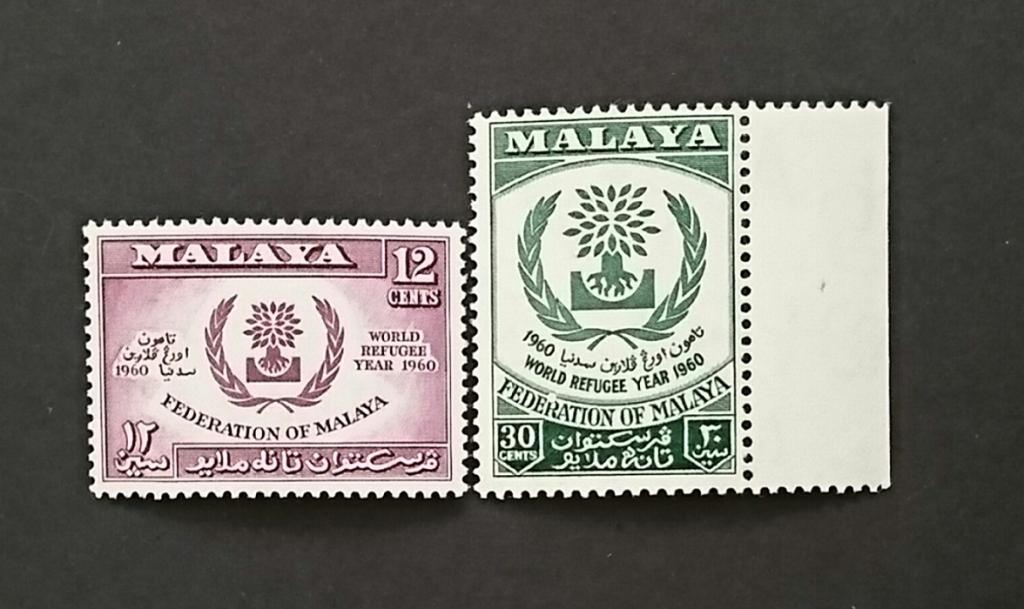 MALAYA
12
CENTS
تاهون
اورڠ ڤلارين
سدنيا 1960
WORLD
REFUGEE
YEAR 1960
FEDERATION OF MALAYA
١٢
سين
ڤرسكتوان تانه ملايو
MALAYA
تاهون اورڠ ڤلارين سدنيا 1960
WORLD REFUGEE YEAR 1960
FEDERATION OF MALAYA
30
CENTS
ڤرسكتوان
تانه ملايو
٣٠
سين